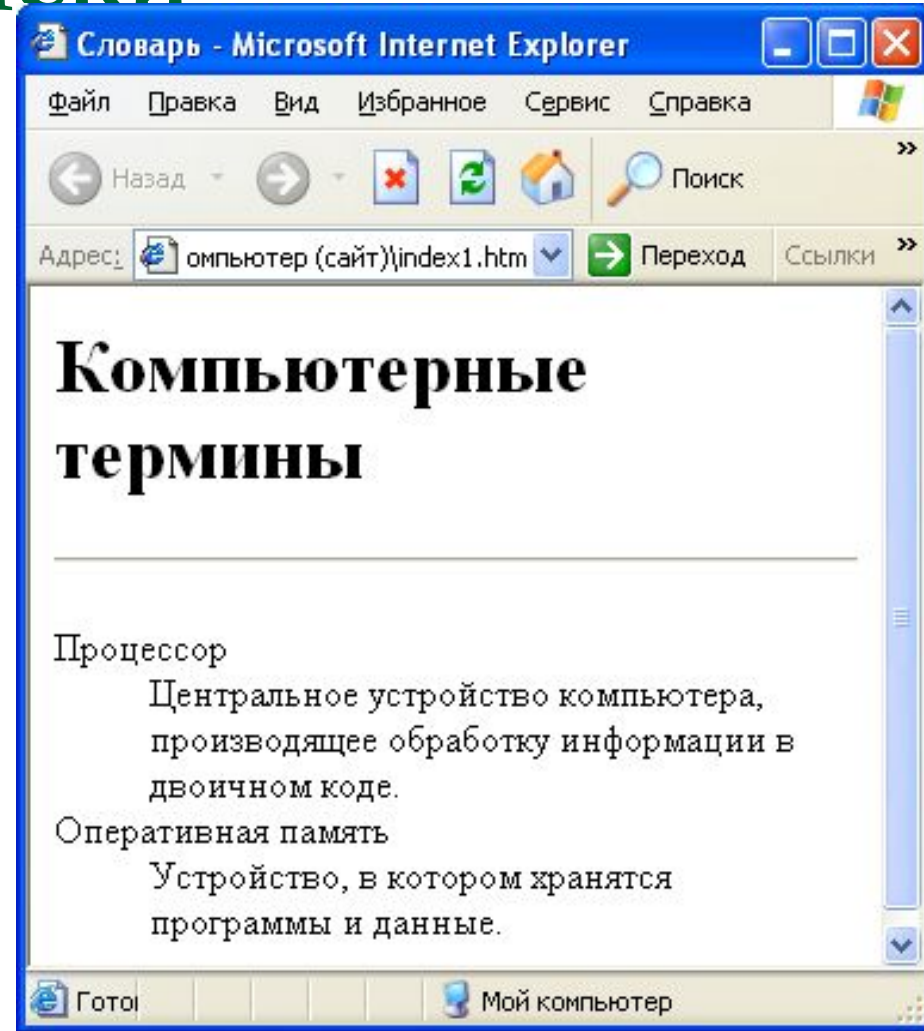 Словарь - Microsoft Internet Explorer
Файл Правка Вид Избранное Сервис Справка
Назад Поиск »
Адрес: омпьютер (сайт)\index1.htm Переход Ссылки »
Компьютерные
термины
Процессор
Центральное устройство компьютера,
производящее обработку информации в
двоичном коде.
Оперативная память
Устройство, в котором хранятся
программы и данные.
Гото Мой компьютер